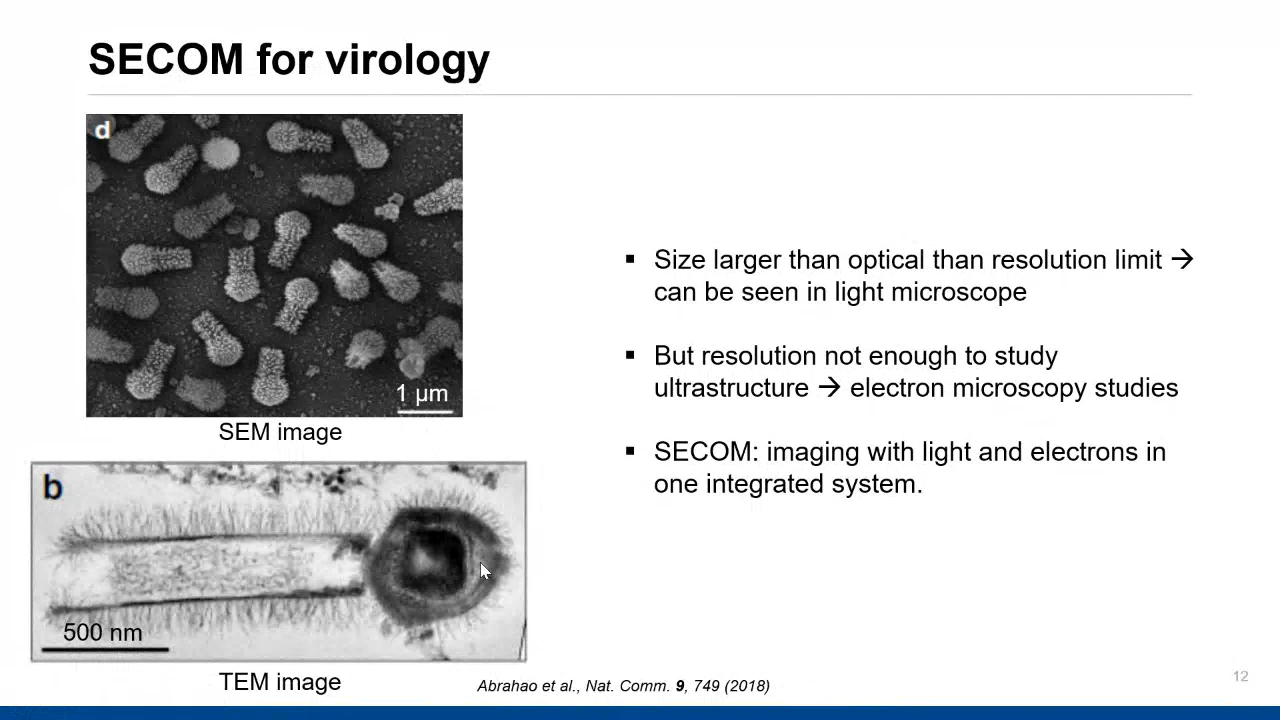 SECOM for virology
d
1 µm
SEM image
b
500 nm
TEM image
▪ Size larger than optical than resolution limit →
can be seen in light microscope
▪ But resolution not enough to study
ultrastructure → electron microscopy studies
▪ SECOM: imaging with light and electrons in
one integrated system.
Abrahao et al., Nat. Comm. 9, 749 (2018)
12